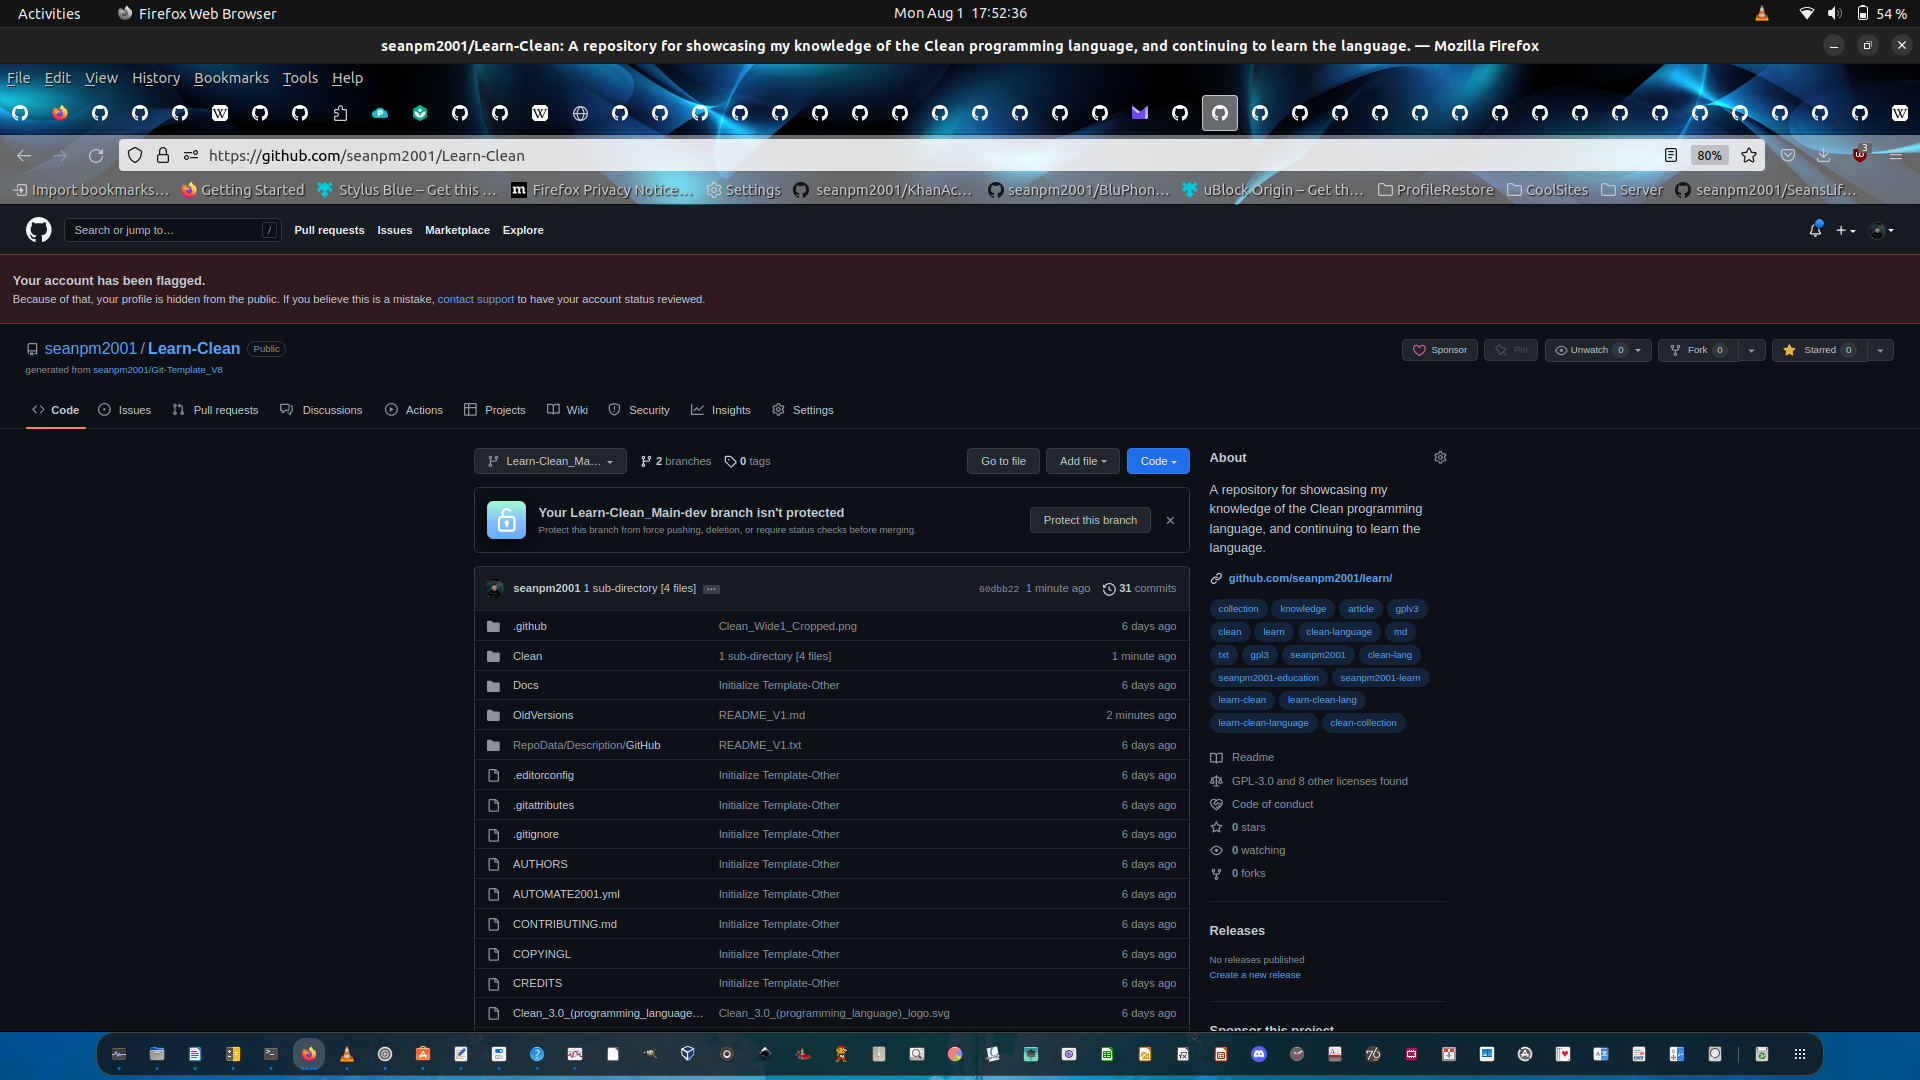 Activities Firefox Web Browser Mon Aug 1 17:52:36 54 %
seanpm2001/Learn-Clean: A repository for showcasing my knowledge of the Clean programming language, and continuing to learn the language. — Mozilla Firefox
File Edit View History Bookmarks Tools Help
https://github.com/seanpm2001/Learn-Clean 80% 3
Import bookmarks… Getting Started Stylus Blue – Get this … Firefox Privacy Notice… Settings seanpm2001/KhanAc… seanpm2001/BluPhon… uBlock Origin – Get th… ProfileRestore CoolSites Server seanpm2001/SeansLif…
Search or jump to… / Pull requests Issues Marketplace Explore
Your account has been flagged.
Because of that, your profile is hidden from the public. If you believe this is a mistake, contact support to have your account status reviewed.
seanpm2001 / Learn-Clean Public Sponsor Pin Unwatch 0 Fork 0 Starred 0
generated from seanpm2001/Git-Template_V8
Code Issues Pull requests Discussions Actions Projects Wiki Security Insights Settings
Learn-Clean_Ma… 2 branches 0 tags Go to file Add file Code
Your Learn-Clean_Main-dev branch isn't protected
Protect this branch from force pushing, deletion, or require status checks before merging.
Protect this branch
seanpm2001 1 sub-directory [4 files] … 60dbb22 1 minute ago 31 commits
.github Clean_Wide1_Cropped.png 6 days ago
Clean 1 sub-directory [4 files] 1 minute ago
Docs Initialize Template-Other 6 days ago
OldVersions README_V1.md 2 minutes ago
RepoData/Description/GitHub README_V1.txt 6 days ago
.editorconfig Initialize Template-Other 6 days ago
.gitattributes Initialize Template-Other 6 days ago
.gitignore Initialize Template-Other 6 days ago
AUTHORS Initialize Template-Other 6 days ago
AUTOMATE2001.yml Initialize Template-Other 6 days ago
CONTRIBUTING.md Initialize Template-Other 6 days ago
COPYINGL Initialize Template-Other 6 days ago
CREDITS Initialize Template-Other 6 days ago
Clean_3.0_(programming_language… Clean_3.0_(programming_language)_logo.svg 6 days ago
About
A repository for showcasing my
knowledge of the Clean programming
language, and continuing to learn the
language.
github.com/seanpm2001/learn/
collection knowledge article gplv3
clean learn clean-language md
txt gpl3 seanpm2001 clean-lang
seanpm2001-education seanpm2001-learn
learn-clean learn-clean-lang
learn-clean-language clean-collection
Readme
GPL-3.0 and 8 other licenses found
Code of conduct
0 stars
0 watching
0 forks
Releases
No releases published
Create a new release
Sponsor this project